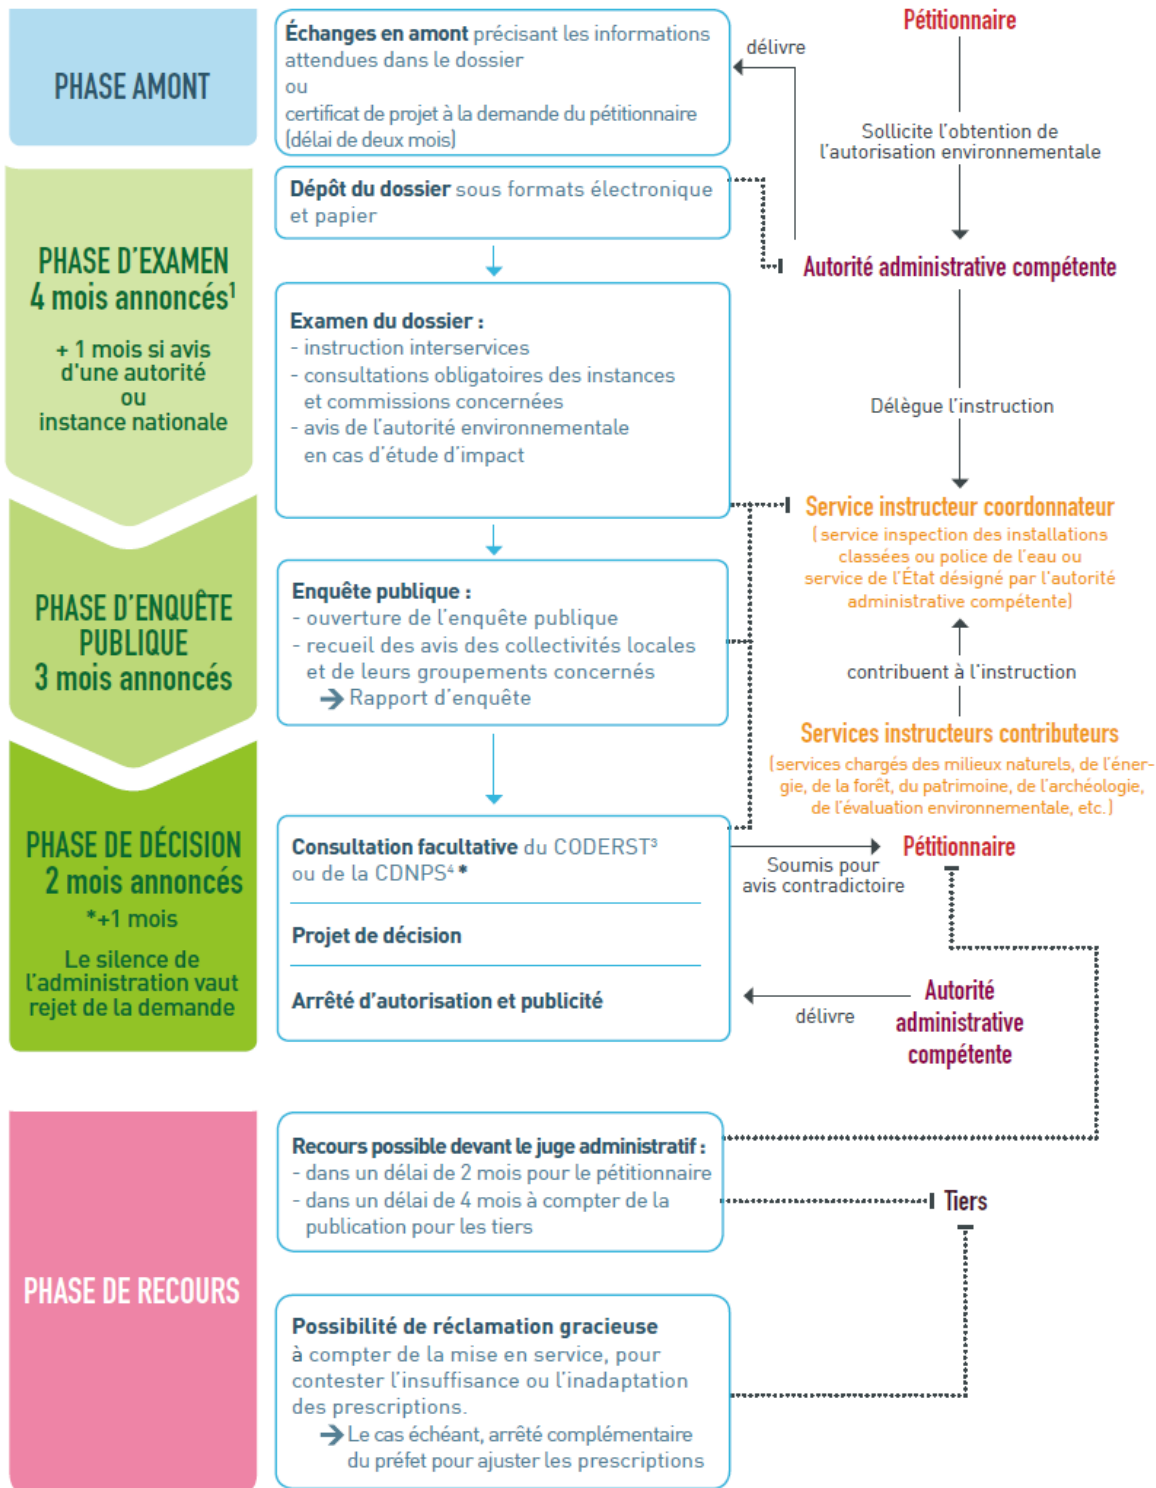 PHASE AMONT
Échanges en amont précisant les informations
attendues dans le dossier
ou
certificat de projet à la demande du pétitionnaire
(délai de deux mois)
délivre
Pétitionnaire
Sollicite l'obtention de
l'autorisation environnementale
PHASE D'EXAMEN
4 mois annoncés¹
+ 1 mois si avis
d'une autorité
ou
instance nationale
Dépôt du dossier sous formats électronique
et papier
Autorité administrative compétente
Examen du dossier :
- instruction interservices
- consultations obligatoires des instances
et commissions concernées
- avis de l'autorité environnementale
en cas d'étude d'impact
Délègue l'instruction
Service instructeur coordonnateur
(service inspection des installations
classées ou police de l'eau ou
service de l'État désigné par l'autorité
administrative compétente)
PHASE D'ENQUÊTE
PUBLIQUE
3 mois annoncés
Enquête publique :
- ouverture de l'enquête publique
- recueil des avis des collectivités locales
et de leurs groupements concernés
→ Rapport d'enquête
contribuent à l'instruction
Services instructeurs contributeurs
(services chargés des milieux naturels, de l'éner-
gie, de la forêt, du patrimoine, de l'archéologie,
de l'évaluation environnementale, etc.)
PHASE DE DÉCISION
2 mois annoncés
*+1 mois
Le silence de
l'administration vaut
rejet de la demande
Consultation facultative du CODERST³
ou de la CDNPS⁴ *
Projet de décision
Arrêté d'autorisation et publicité
Soumis pour
avis contradictoire
Pétitionnaire
délivre
Autorité
administrative
compétente
PHASE DE RECOURS
Recours possible devant le juge administratif :
- dans un délai de 2 mois pour le pétitionnaire
- dans un délai de 4 mois à compter de la
publication pour les tiers
Tiers
Possibilité de réclamation gracieuse
à compter de la mise en service, pour
contester l'insuffisance ou l'inadaptation
des prescriptions.
→ Le cas échéant, arrêté complémentaire
du préfet pour ajuster les prescriptions